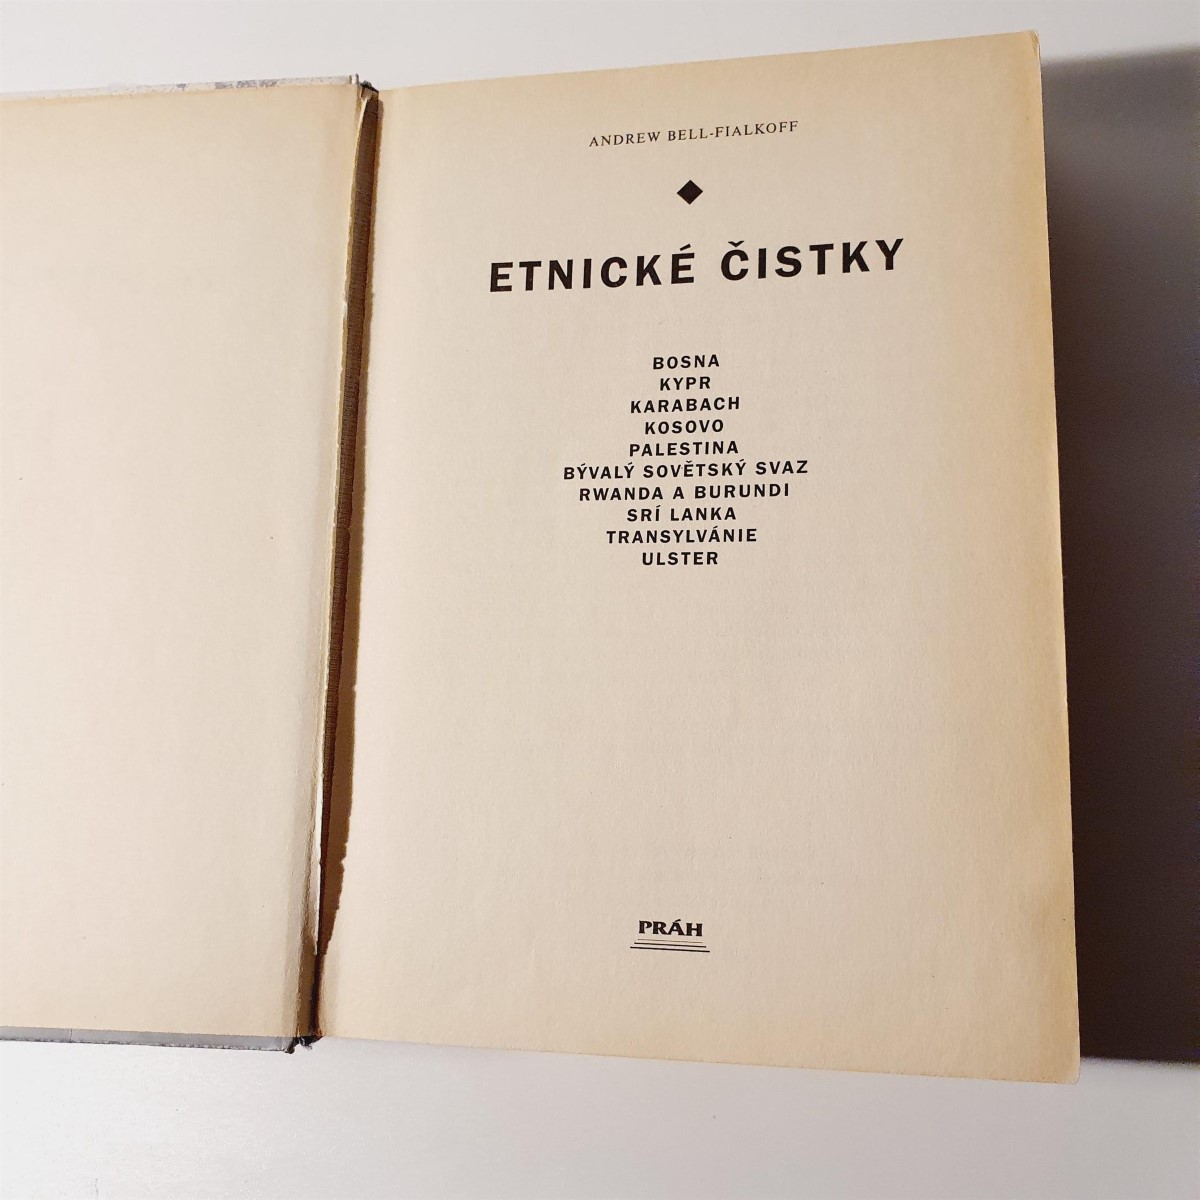 ANDREW BELL-FIALKOFF
ETNICKÉ ČISTKY
BOSNA
KYPR
KARABACH
KOSOVO
PALESTINA
BÝVALÝ SOVĚTSKÝ SVAZ
RWANDA A BURUNDI
SRÍ LANKA
TRANSYLVÁNIE
ULSTER
PRÁH